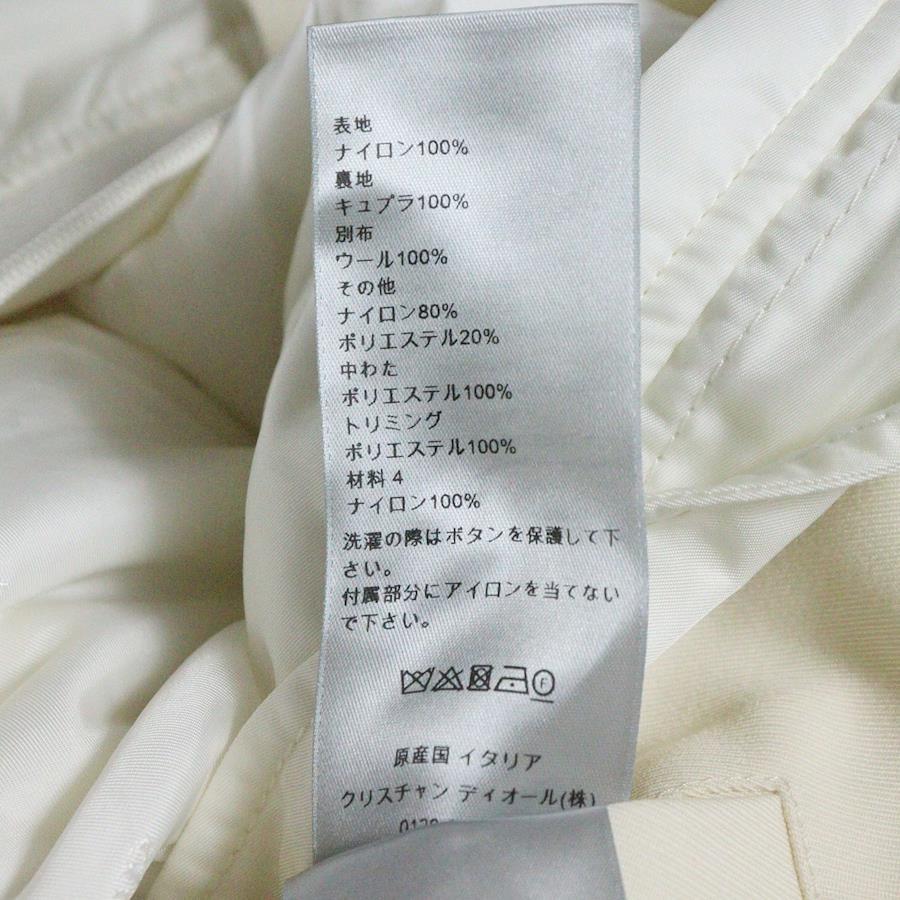 表地
ナイロン100%
裏地
キュプラ100%
別布
ウール100%
その他
ナイロン80%
ポリエステル20%
中わた
ポリエステル100%
トリミング
ポリエステル100%
材料4
ナイロン100%
洗濯の際はボタンを保護して下
さい。
付属部分にアイロンを当てない
で下さい。
F
原産国 イタリア
クリスチャン ディオール(株)